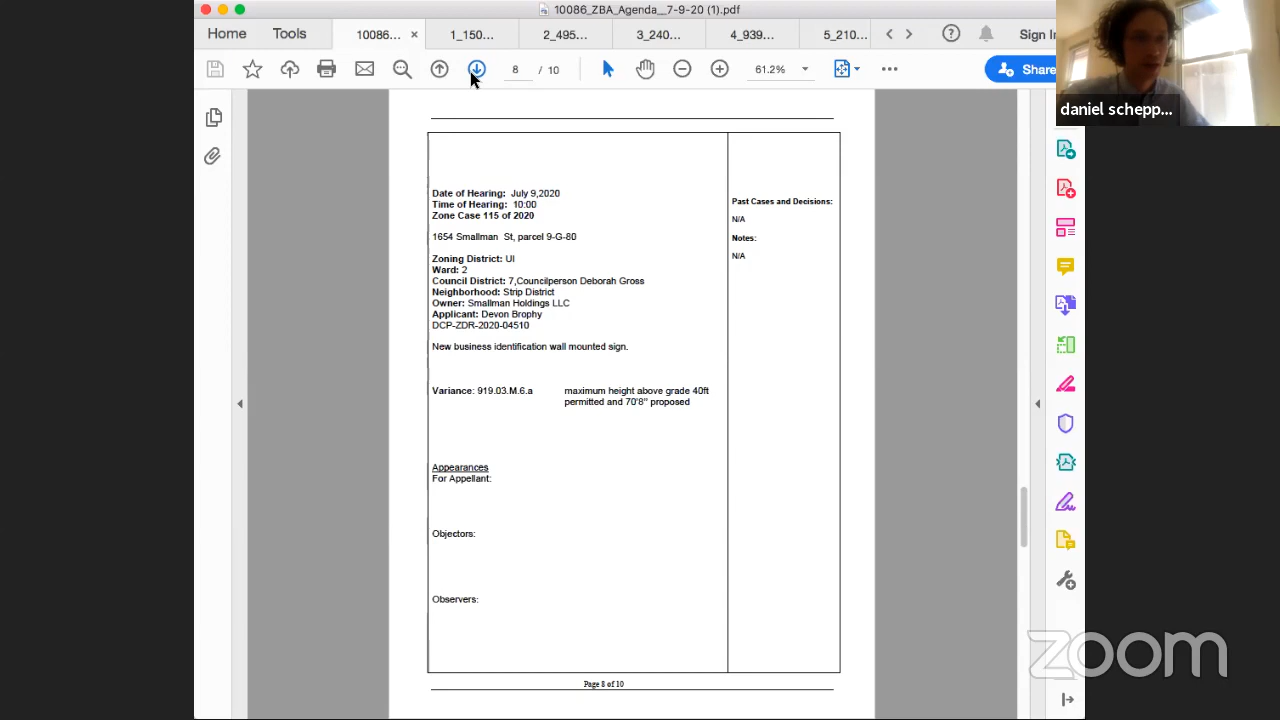 10086_ZBA_Agenda__7-9-20 (1).pdf
Home
Tools
10086...
1_150...
2_495...
3_240...
4_939...
5_210...
Sign In
8 / 10
61.2%
Share
daniel schepp...
Date of Hearing: July 9,2020
Time of Hearing: 10:00
Zone Case 115 of 2020
1654 Smallman St, parcel 9-G-80
Zoning District: UI
Ward: 2
Council District: 7,Councilperson Deborah Gross
Neighborhood: Strip District
Owner: Smallman Holdings LLC
Applicant: Devon Brophy
DCP-ZDR-2020-04510
New business identification wall mounted sign.
Variance: 919.03.M.6.a maximum height above grade 40ft
permitted and 70'8" proposed
Appearances
For Appellant:
Objectors:
Observers:
Past Cases and Decisions:
N/A
Notes:
N/A
Page 8 of 10
zoom